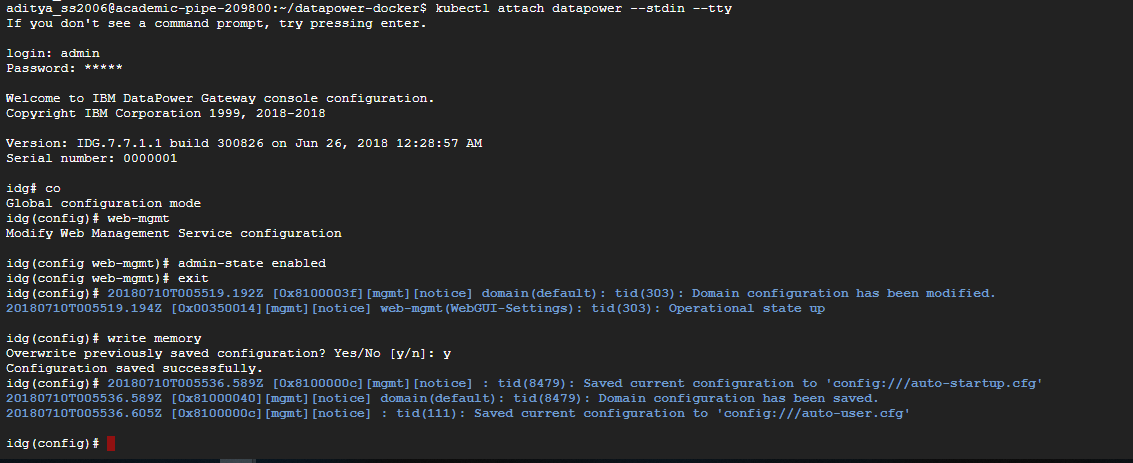 aditya_ss2006@academic-pipe-209800:~/datapower-docker$ kubectl attach datapower --stdin --tty
If you don't see a command prompt, try pressing enter.
login: admin
Password: *****
Welcome to IBM DataPower Gateway console configuration.
Copyright IBM Corporation 1999, 2018-2018
Version: IDG.7.7.1.1 build 300826 on Jun 26, 2018 12:28:57 AM
Serial number: 0000001
idg# co
Global configuration mode
idg(config)# web-mgmt
Modify Web Management Service configuration
idg(config web-mgmt)# admin-state enabled
idg(config web-mgmt)# exit
idg(config)# 20180710T005519.192Z [0x8100003f][mgmt][notice] domain(default): tid(303): Domain configuration has been modified.
20180710T005519.194Z [0x00350014][mgmt][notice] web-mgmt(WebGUI-Settings): tid(303): Operational state up
idg(config)# write memory
Overwrite previously saved configuration? Yes/No [y/n]: y
Configuration saved successfully.
idg(config)# 20180710T005536.589Z [0x8100000c][mgmt][notice] : tid(8479): Saved current configuration to 'config:///auto-startup.cfg'
20180710T005536.589Z [0x81000040][mgmt][notice] domain(default): tid(8479): Domain configuration has been saved.
20180710T005536.605Z [0x8100000c][mgmt][notice] : tid(111): Saved current configuration to 'config:///auto-user.cfg'
idg(config)#